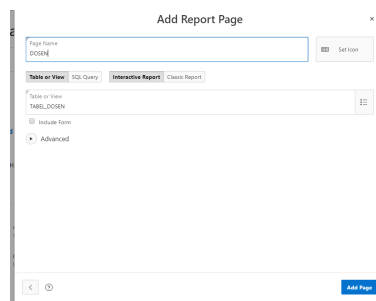 Add Report Page
Page Name
DOSEN
Set Icon
Table or View SQL Query Interactive Report Classic Report
Table or View
TABEL_DOSEN
Include Form
Advanced
Add Page